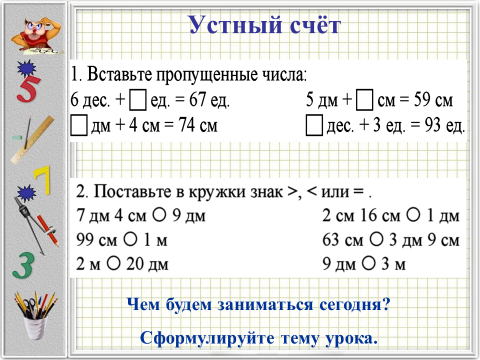 Устный счёт
1. Вставьте пропущенные числа:
6 дес. + □ ед. = 67 ед. 5 дм + □ см = 59 см
□ дм + 4 см = 74 см □ дес. + 3 ед. = 93 ед.
2. Поставьте в кружки знак >, < или = .
7 дм 4 см ○ 9 дм 2 см 16 см ○ 1 дм
99 см ○ 1 м 63 см ○ 3 дм 9 см
2 м ○ 20 дм 9 дм ○ 3 м
Чем будем заниматься сегодня?
Сформулируйте тему урока.
5
7
3